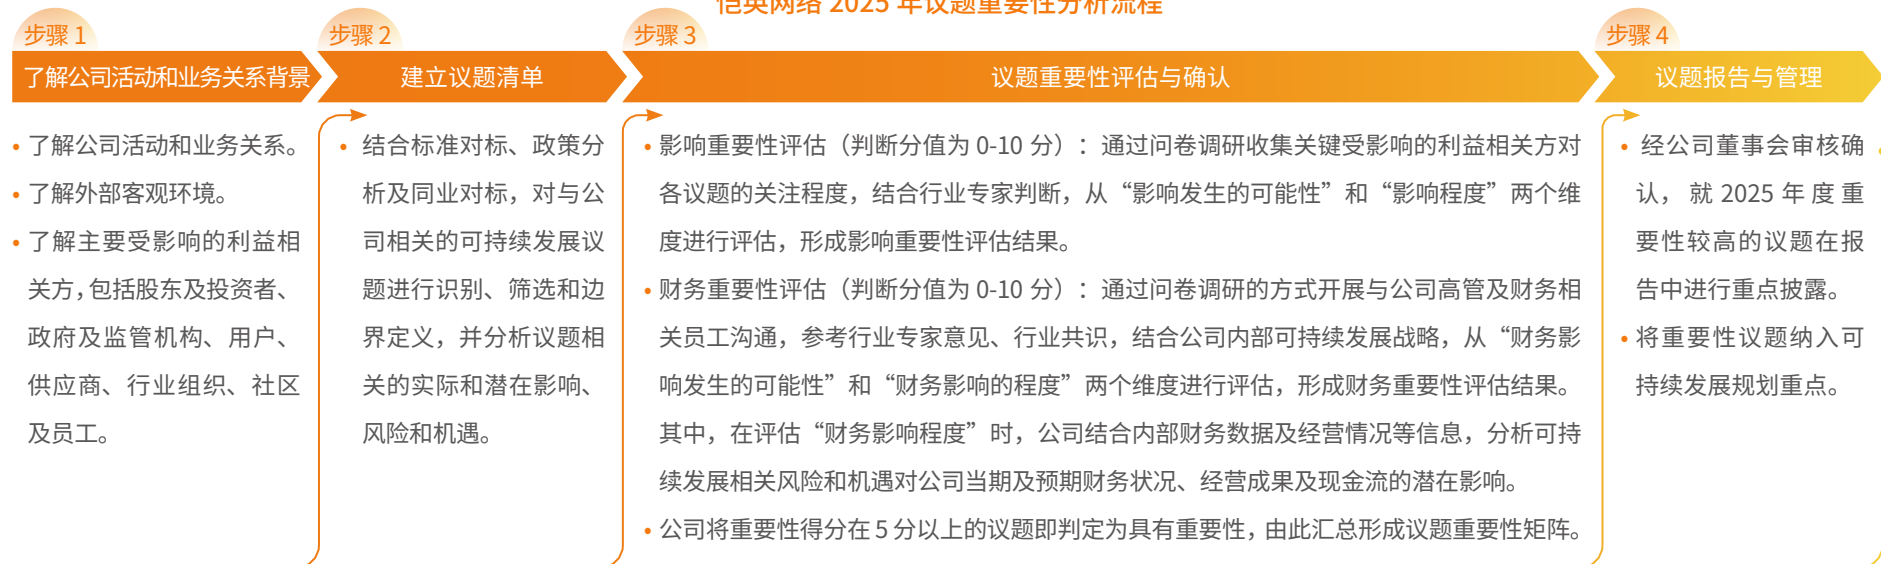 恺英网络 2025 年议题重要性分析流程
步骤 1
了解公司活动和业务关系背景
• 了解公司活动和业务关系。
• 了解外部客观环境。
• 了解主要受影响的利益相
关方，包括股东及投资者、
政府及监管机构、用户、
供应商、行业组织、社区
及员工。
步骤 2
建立议题清单
• 结合标准对标、政策分
析及同业对标，对与公
司相关的可持续发展议
题进行识别、筛选和边
界定义，并分析议题相
关的实际和潜在影响、
风险和机遇。
步骤 3
议题重要性评估与确认
• 影响重要性评估（判断分值为 0-10 分）：通过问卷调研收集关键受影响的利益相关方对
各议题的关注程度，结合行业专家判断，从“影响发生的可能性”和“影响程度”两个维
度进行评估，形成影响重要性评估结果。
• 财务重要性评估（判断分值为 0-10 分）：通过问卷调研的方式开展与公司高管及财务相
关员工沟通，参考行业专家意见、行业共识，结合公司内部可持续发展战略，从“财务影
响发生的可能性”和“财务影响的程度”两个维度进行评估，形成财务重要性评估结果。
其中，在评估“财务影响程度”时，公司结合内部财务数据及经营情况等信息，分析可持
续发展相关风险和机遇对公司当期及预期财务状况、经营成果及现金流的潜在影响。
• 公司将重要性得分在 5 分以上的议题即判定为具有重要性，由此汇总形成议题重要性矩阵。
步骤 4
议题报告与管理
• 经公司董事会审核确
认，就 2025 年度重
要性较高的议题在报
告中进行重点披露。
• 将重要性议题纳入可
持续发展规划重点。